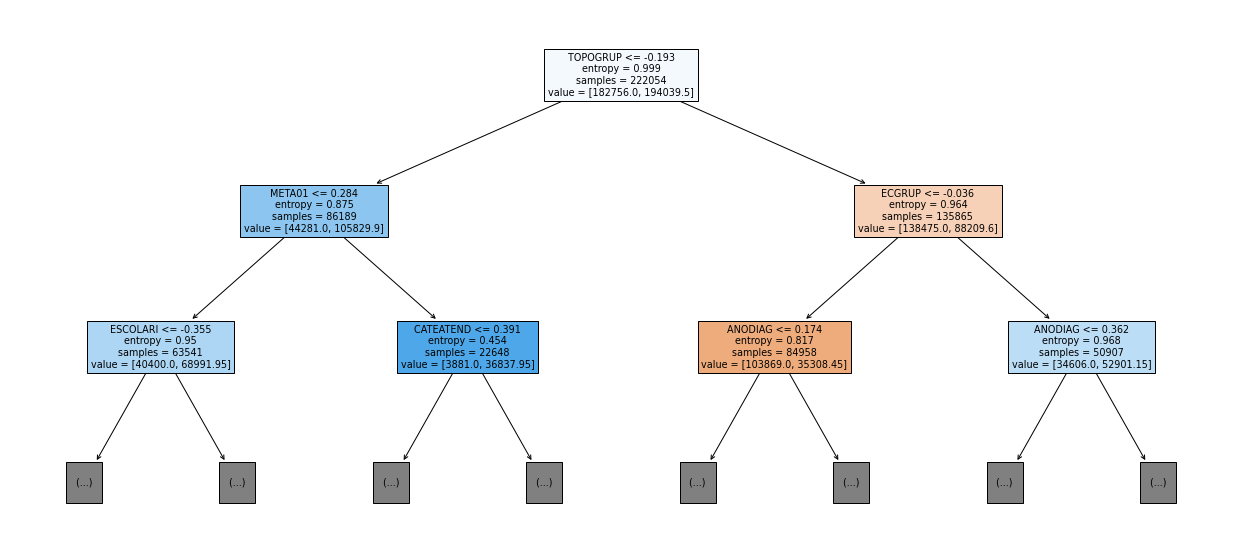 TOPOGRUP <= -0.193
entropy = 0.999
samples = 222054
value = [182756.0, 194039.5]
META01 <= 0.284
entropy = 0.875
samples = 86189
value = [44281.0, 105829.9]
ECGRUP <= -0.036
entropy = 0.964
samples = 135865
value = [138475.0, 88209.6]
ESCOLARI <= -0.355
entropy = 0.95
samples = 63541
value = [40400.0, 68991.95]
CATEATEND <= 0.391
entropy = 0.454
samples = 22648
value = [3881.0, 36837.95]
ANODIAG <= 0.174
entropy = 0.817
samples = 84958
value = [103869.0, 35308.45]
ANODIAG <= 0.362
entropy = 0.968
samples = 50907
value = [34606.0, 52901.15]
(...)
(...)
(...)
(...)
(...)
(...)
(...)
(...)